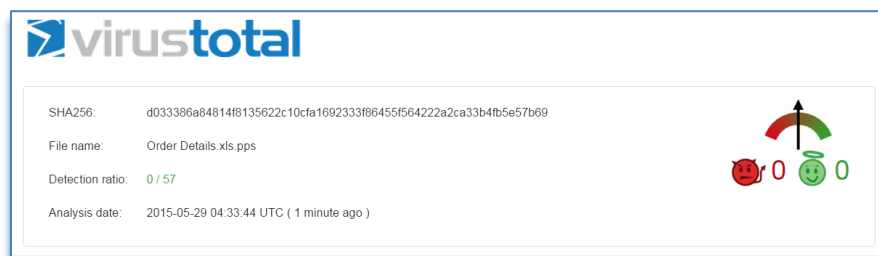 virustotal
SHA256: d033386a84814f8135622c10cfa1692333f86455f564222a2ca33b4fb5e57b69
File name: Order Details.xls.pps
Detection ratio: 0 / 57
0 0
Analysis date: 2015-05-29 04:33:44 UTC ( 1 minute ago )